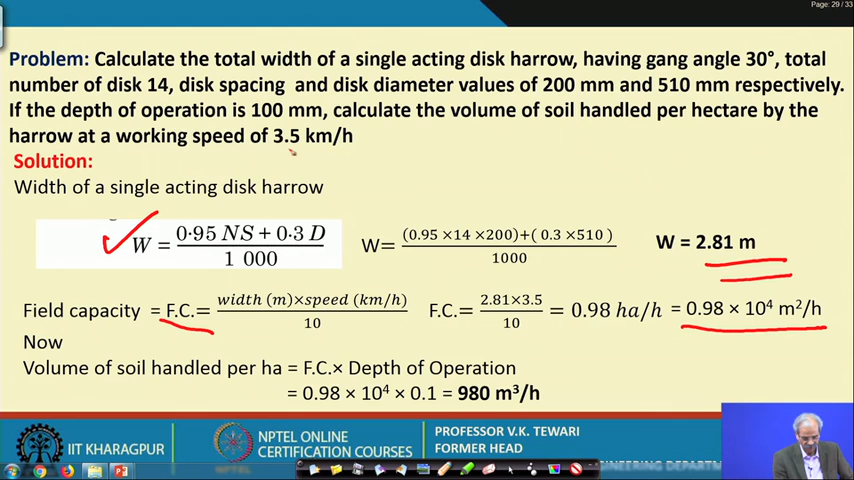 Page: 29 / 33
Problem: Calculate the total width of a single acting disk harrow, having gang angle 30°, total
number of disk 14, disk spacing and disk diameter values of 200 mm and 510 mm respectively.
If the depth of operation is 100 mm, calculate the volume of soil handled per hectare by the
harrow at a working speed of 3.5 km/h
Solution:
Width of a single acting disk harrow
W = (0·95 NS + 0·3 D) / 1 000 W= ((0.95 ×14 ×200)+( 0.3 ×510 )) / 1000 W = 2.81 m
Field capacity = F.C.= (width (m)×speed (km/h)) / 10 F.C.= (2.81×3.5) / 10 = 0.98 ha/h = 0.98 × 10⁴ m²/h
Now
Volume of soil handled per ha = F.C.× Depth of Operation
= 0.98 × 10⁴ × 0.1 = 980 m³/h
IIT KHARAGPUR
NPTEL ONLINE
CERTIFICATION COURSES
NPTEL
PROFESSOR V.K. TEWARI
FORMER HEAD
ENGINEERING